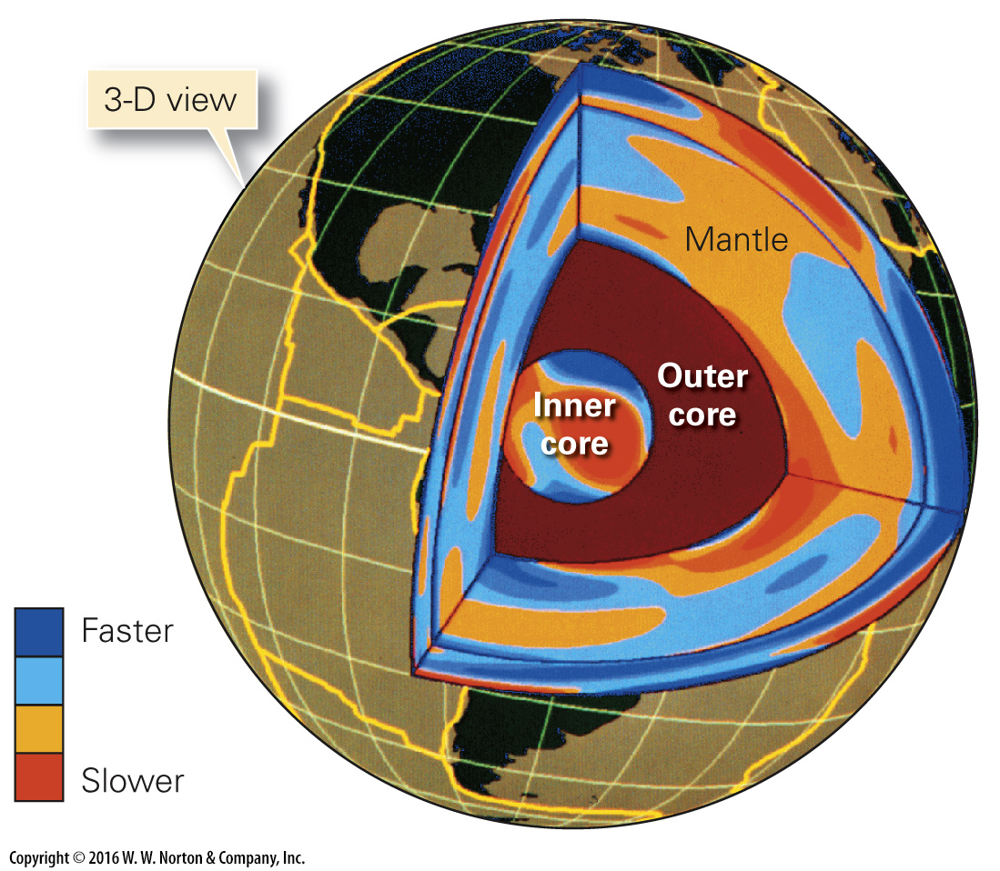 3-D view
Mantle
Outer
core
Inner
core
Faster
Slower
Copyright © 2016 W. W. Norton & Company, Inc.